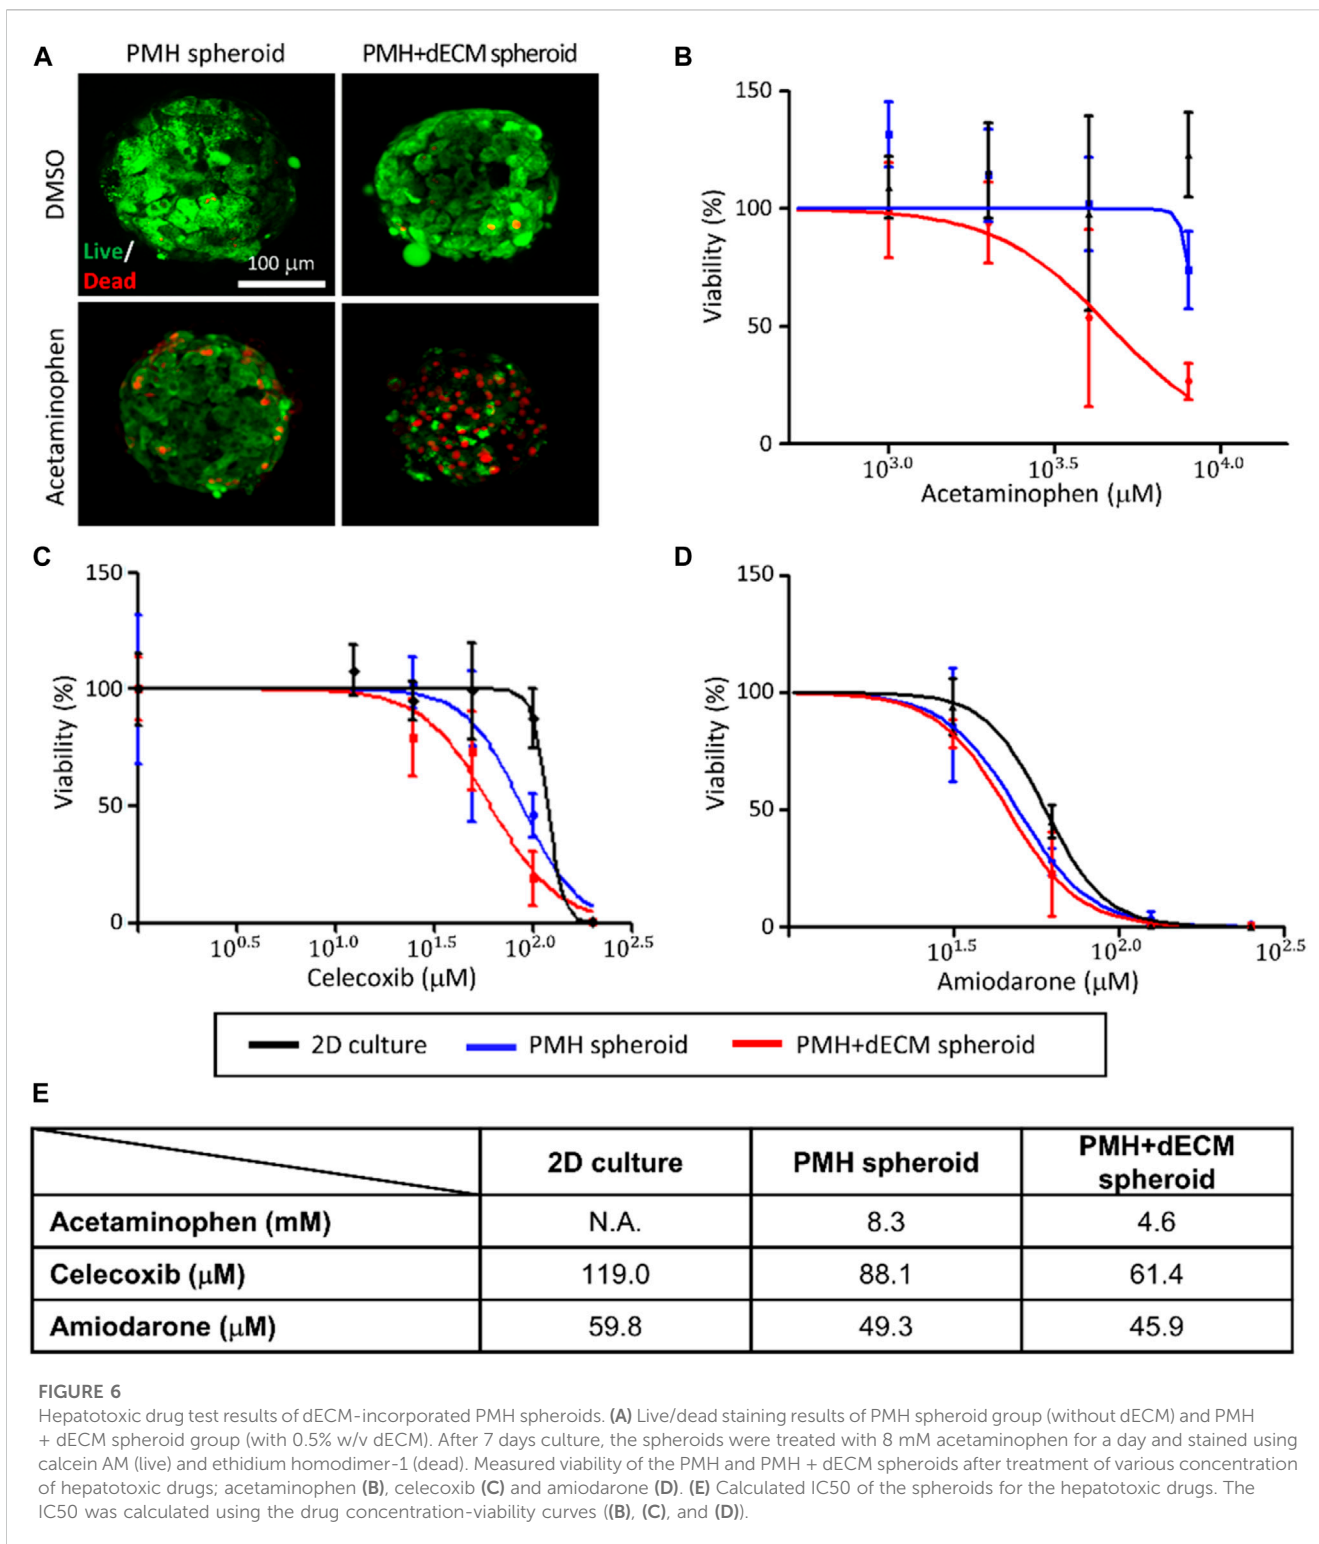 A
PMH spheroid
PMH+dECM spheroid
DMSO
Live/
Dead
100 μm
Acetaminophen
B
Viability (%)
150
100
50
0
10^3.0
10^3.5
10^4.0
Acetaminophen (μM)
C
Viability (%)
150
100
50
0
10^0.5
10^1.0
10^1.5
10^2.0
10^2.5
Celecoxib (μM)
D
Viability (%)
150
100
50
0
10^1.5
10^2.0
10^2.5
Amiodarone (μM)
2D culture
PMH spheroid
PMH+dECM spheroid
E
2D culture
PMH spheroid
PMH+dECM
spheroid
Acetaminophen (mM)
N.A.
8.3
4.6
Celecoxib (μM)
119.0
88.1
61.4
Amiodarone (μM)
59.8
49.3
45.9
FIGURE 6
Hepatotoxic drug test results of dECM-incorporated PMH spheroids. (A) Live/dead staining results of PMH spheroid group (without dECM) and PMH
+ dECM spheroid group (with 0.5% w/v dECM). After 7 days culture, the spheroids were treated with 8 mM acetaminophen for a day and stained using
calcein AM (live) and ethidium homodimer-1 (dead). Measured viability of the PMH and PMH + dECM spheroids after treatment of various concentration
of hepatotoxic drugs; acetaminophen (B), celecoxib (C) and amiodarone (D). (E) Calculated IC50 of the spheroids for the hepatotoxic drugs. The
IC50 was calculated using the drug concentration-viability curves ((B), (C), and (D)).